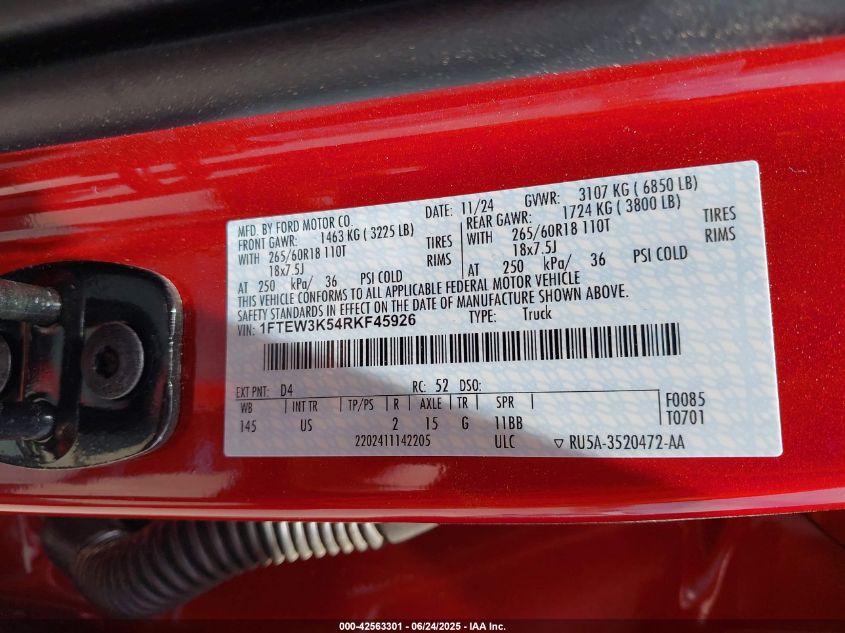 MFD. BY FORD MOTOR CO.
DATE: 11/24 GVWR: 3107 KG ( 6850 LB)
FRONT GAWR: 1463 KG ( 3225 LB) REAR GAWR: 1724 KG ( 3800 LB)
WITH 265/60R18 110T TIRES WITH 265/60R18 110T TIRES
18x7.5J RIMS 18x7.5J RIMS
AT 250 kPa/ 36 PSI COLD AT 250 kPa/ 36 PSI COLD
THIS VEHICLE CONFORMS TO ALL APPLICABLE FEDERAL MOTOR VEHICLE
SAFETY STANDARDS IN EFFECT ON THE DATE OF MANUFACTURE SHOWN ABOVE.
VIN: 1FTEW3K54RKF45926 TYPE: Truck
EXT PNT: D4 RC: 52 DSO:
WB INT TR TP/PS R AXLE TR SPR
145 US 2 15 G 11BB
F0085
T0701
2202411142205 ULC ▽ RU5A-3520472-AA
000-42563301 - 06/24/2025 - IAA Inc.